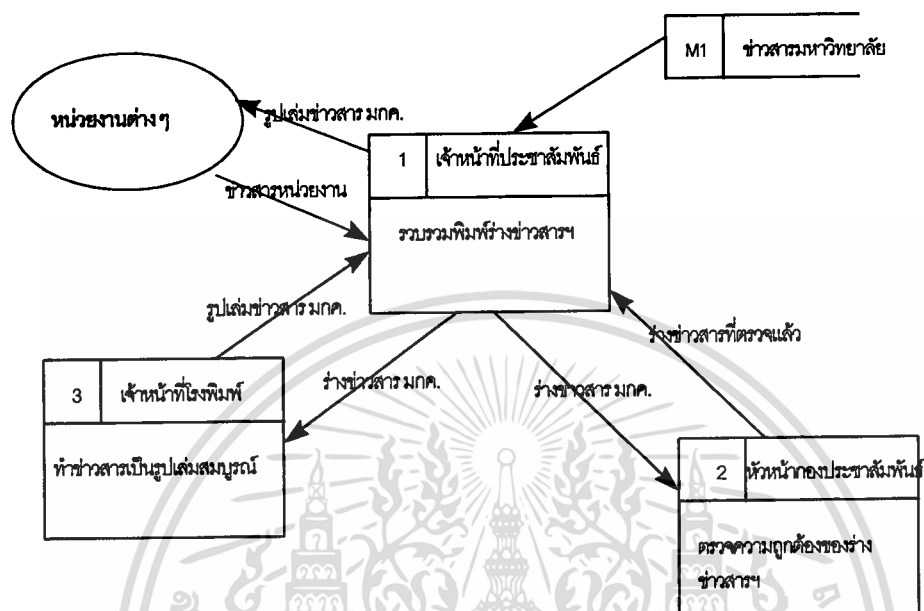 M1 ข่าวสารมหาวิทยาลัย
หน่วยงานต่างๆ
รูปเล่มข่าวสาร มกค.
1 เจ้าหน้าที่ประชาสัมพันธ์
ข่าวสารหน่วยงาน
รวบรวมพิมพ์ร่างข่าวสารฯ
รูปเล่มข่าวสาร มกค.
ร่างข่าวสารที่ตรวจแล้ว
3 เจ้าหน้าที่โรงพิมพ์
ร่างข่าวสาร มกค.
ร่างข่าวสาร มกค.
ทำข่าวสารเป็นรูปเล่มสมบูรณ์
2 หัวหน้ากองประชาสัมพันธ์
ตรวจความถูกต้องของร่าง
ข่าวสารฯ